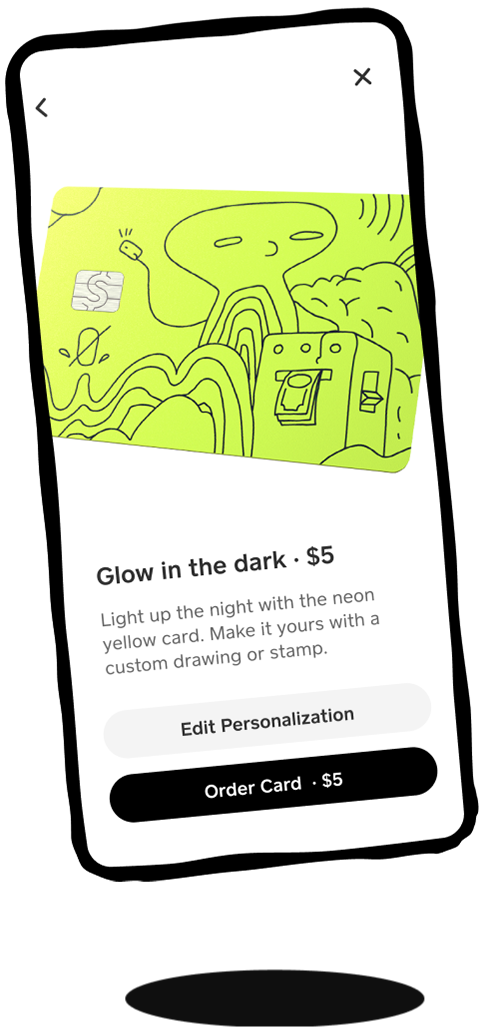 Glow in the dark · $5
Light up the night with the neon
yellow card. Make it yours with a
custom drawing or stamp.
Edit Personalization
Order Card · $5